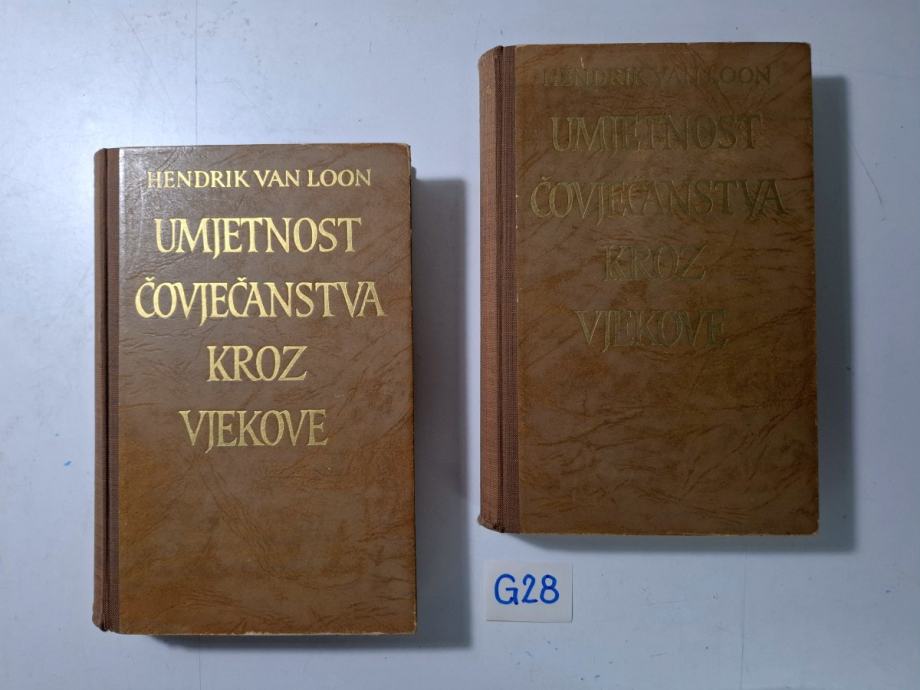 HENDRIK VAN LOON
UMJETNOST
ČOVJEČANSTVA
KROZ
VJEKOVE
HENDRIK VAN LOON
UMJETNOST
ČOVJEČANSTVA
KROZ
VJEKOVE
G28